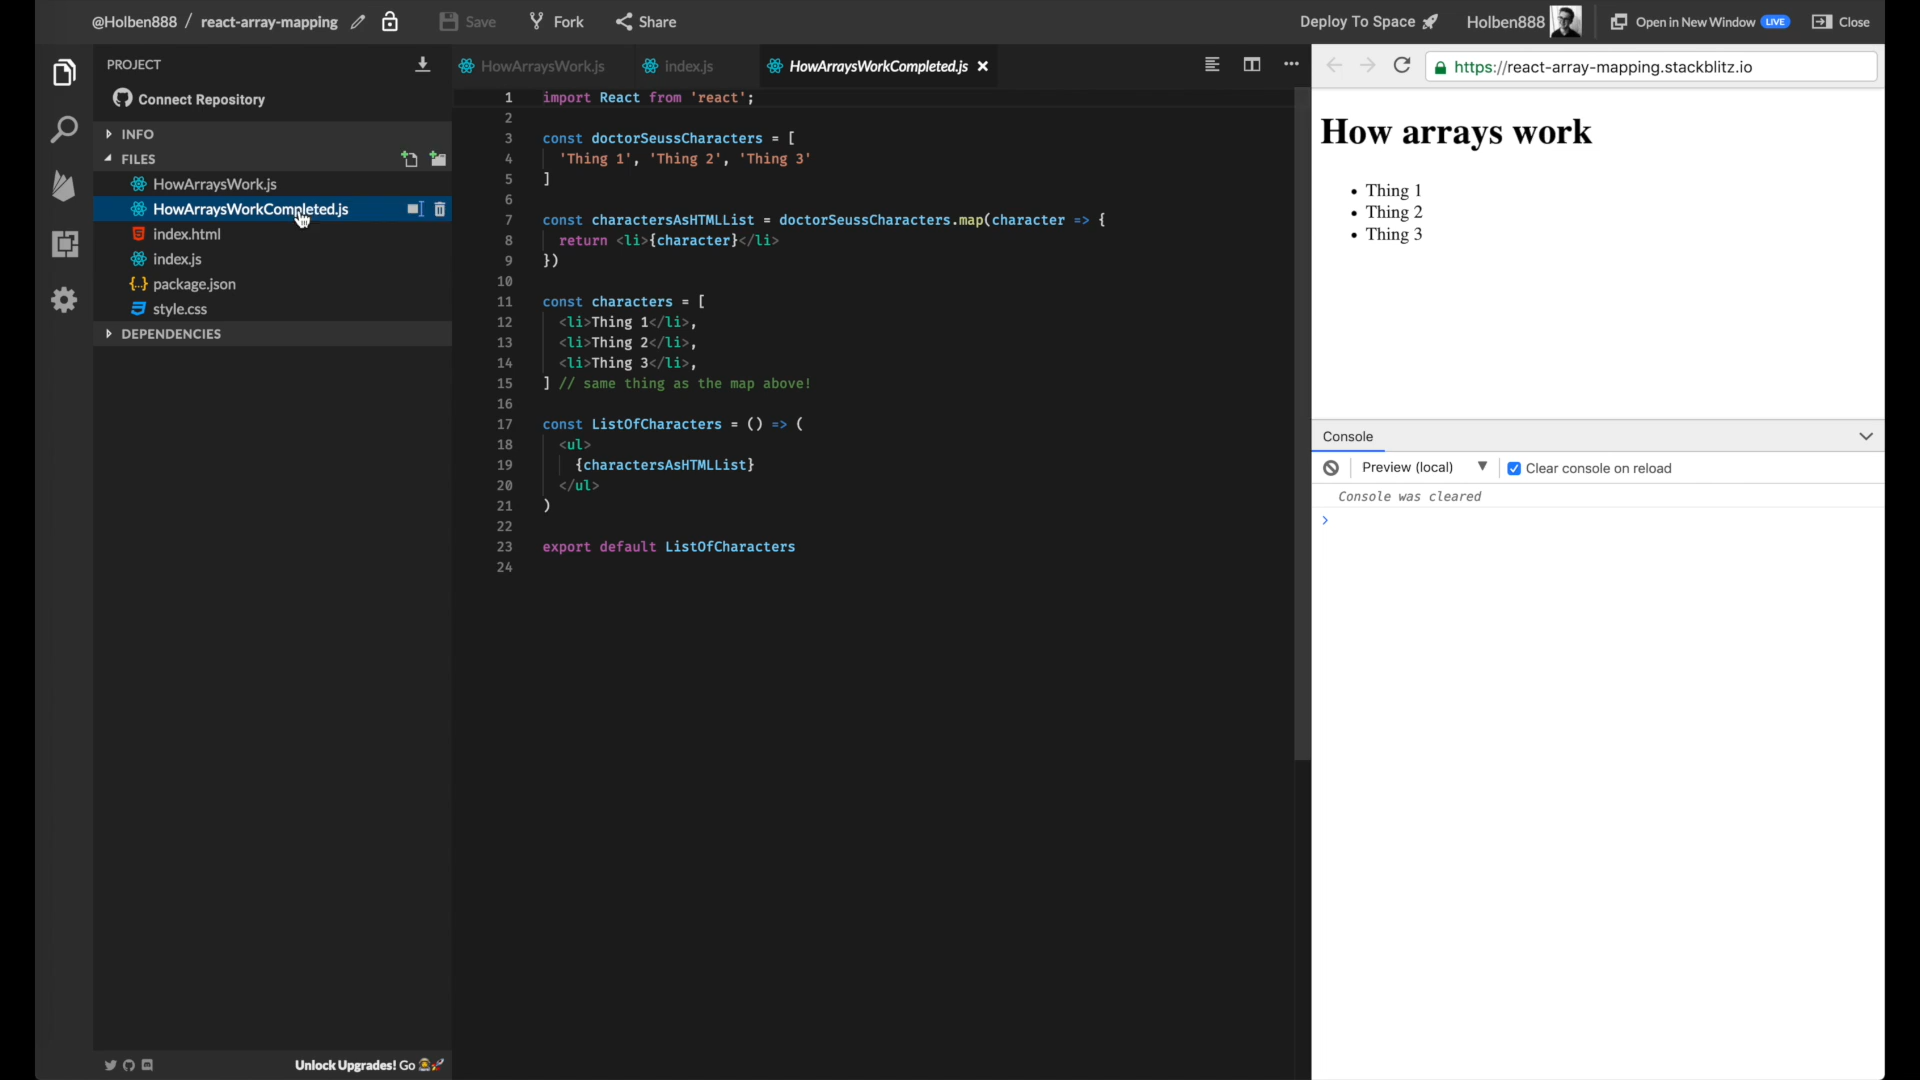 @Holben888 / react-array-mapping
Save
Fork
Share
Deploy To Space
Holben888
Open in New Window LIVE
Close
PROJECT
Connect Repository
INFO
FILES
HowArraysWork.js
HowArraysWorkCompleted.js
index.html
index.js
package.json
style.css
DEPENDENCIES
Unlock Upgrades! Go
HowArraysWork.js
index.js
HowArraysWorkCompleted.js
1 import React from 'react';
2
3 const doctorSeussCharacters = [
4 'Thing 1', 'Thing 2', 'Thing 3'
5 ]
6
7 const charactersAsHTMLList = doctorSeussCharacters.map(character => {
8 return <li>{character}</li>
9 })
10
11 const characters = [
12 <li>Thing 1</li>,
13 <li>Thing 2</li>,
14 <li>Thing 3</li>,
15 ] // same thing as the map above!
16
17 const ListOfCharacters = () => (
18 <ul>
19 {charactersAsHTMLList}
20 </ul>
21 )
22
23 export default ListOfCharacters
24
https://react-array-mapping.stackblitz.io
How arrays work
• Thing 1
• Thing 2
• Thing 3
Console
Preview (local)
Clear console on reload
Console was cleared